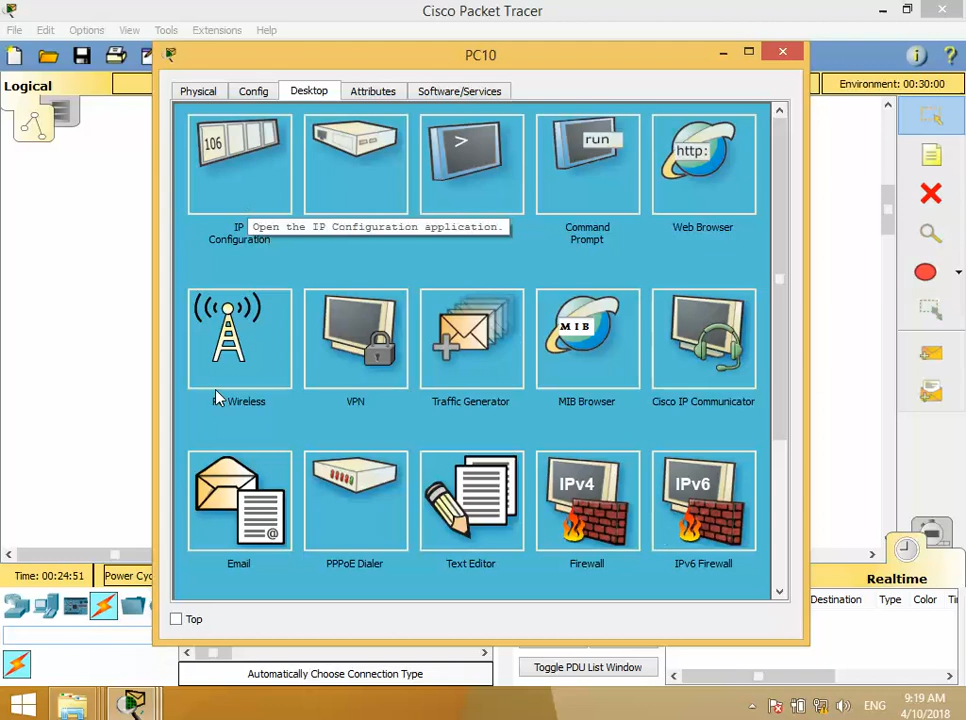 Cisco Packet Tracer
File Edit Options View Tools Extensions Help
PC10
Logical
Environment: 00:30:00
Physical Config Desktop Attributes Software/Services
106
>
run
http:
IP
Configuration
Open the IP Configuration application.
Command
Prompt
Web Browser
MIB
Wireless
VPN
Traffic Generator
MIB Browser
Cisco IP Communicator
@
IPv4
IPv6
Email
PPPoE Dialer
Text Editor
Firewall
IPv6 Firewall
Time: 00:24:51
Power Cyc
Realtime
Destination Type Color
Top
Automatically Choose Connection Type
Toggle PDU List Window
ENG
9:19 AM
4/10/2018